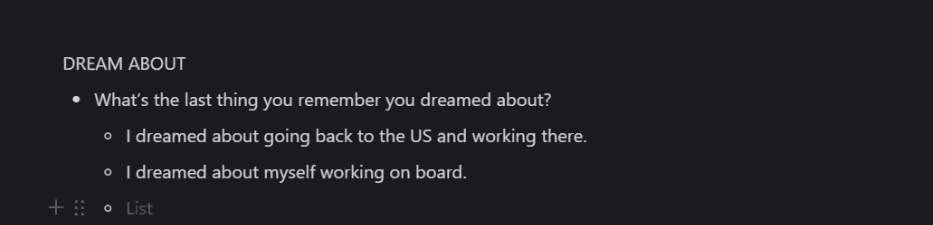 DREAM ABOUT
What's the last thing you remember you dreamed about?
I dreamed about going back to the US and working there.
I dreamed about myself working on board.
List